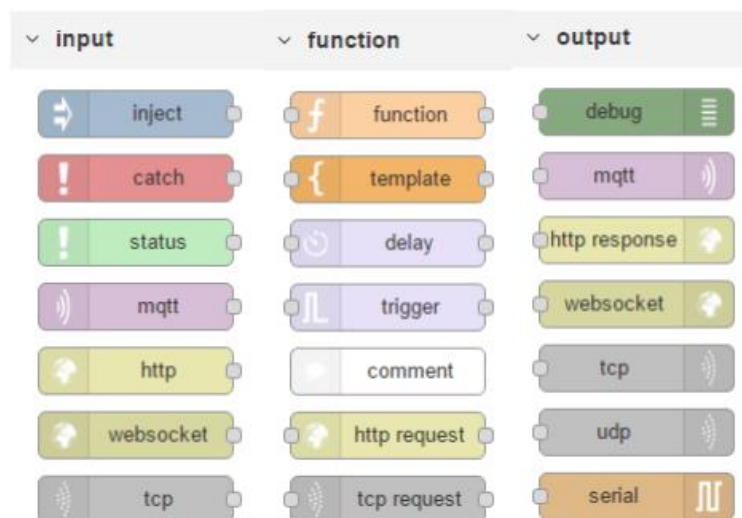 input
inject
catch
status
mqtt
http
websocket
tcp
function
function
template
delay
trigger
comment
http request
tcp request
output
debug
mqtt
http response
websocket
tcp
udp
serial